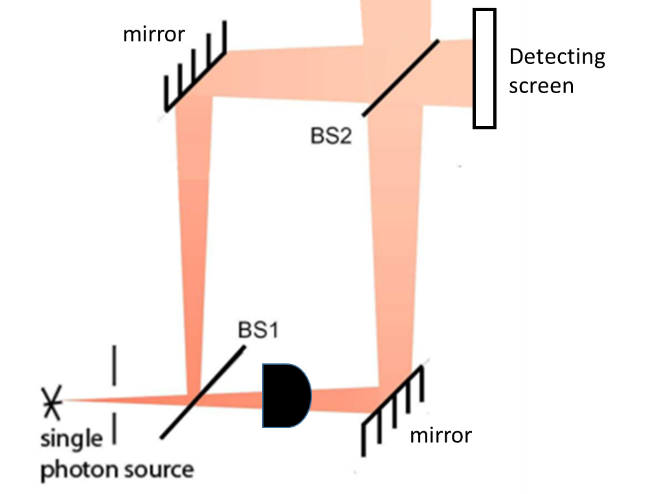 mirror
Detecting
screen
BS2
BS1
single
photon source
mirror